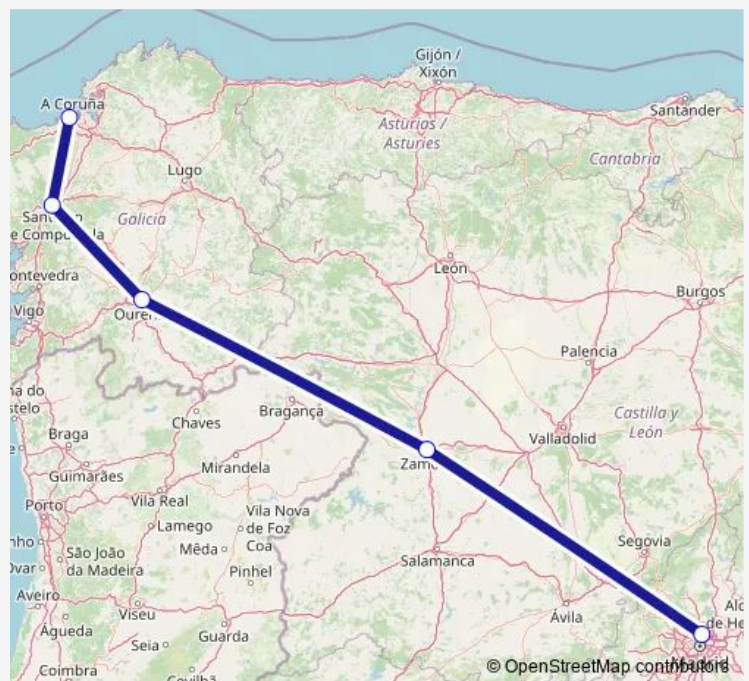 Gijón /
Xixón
A Coruña
Santander
Asturias /
Asturies
Cantabria
Lugo
Galicia
León
Burgos
Vigo
Palencia
Chaves
Bragança
Castilla y
León
Braga
Valladolid
Guimarães
Mirandela
Porto
Vila Real
Vila Nova
de Foz
Coa
Lamego
Segovia
São João
da Madeira
Mêda
Salamanca
Pinhel
Aveiro
Viseu
Ávila
Águeda
Guarda
Seia
Coimbra
© OpenStreetMap contributors